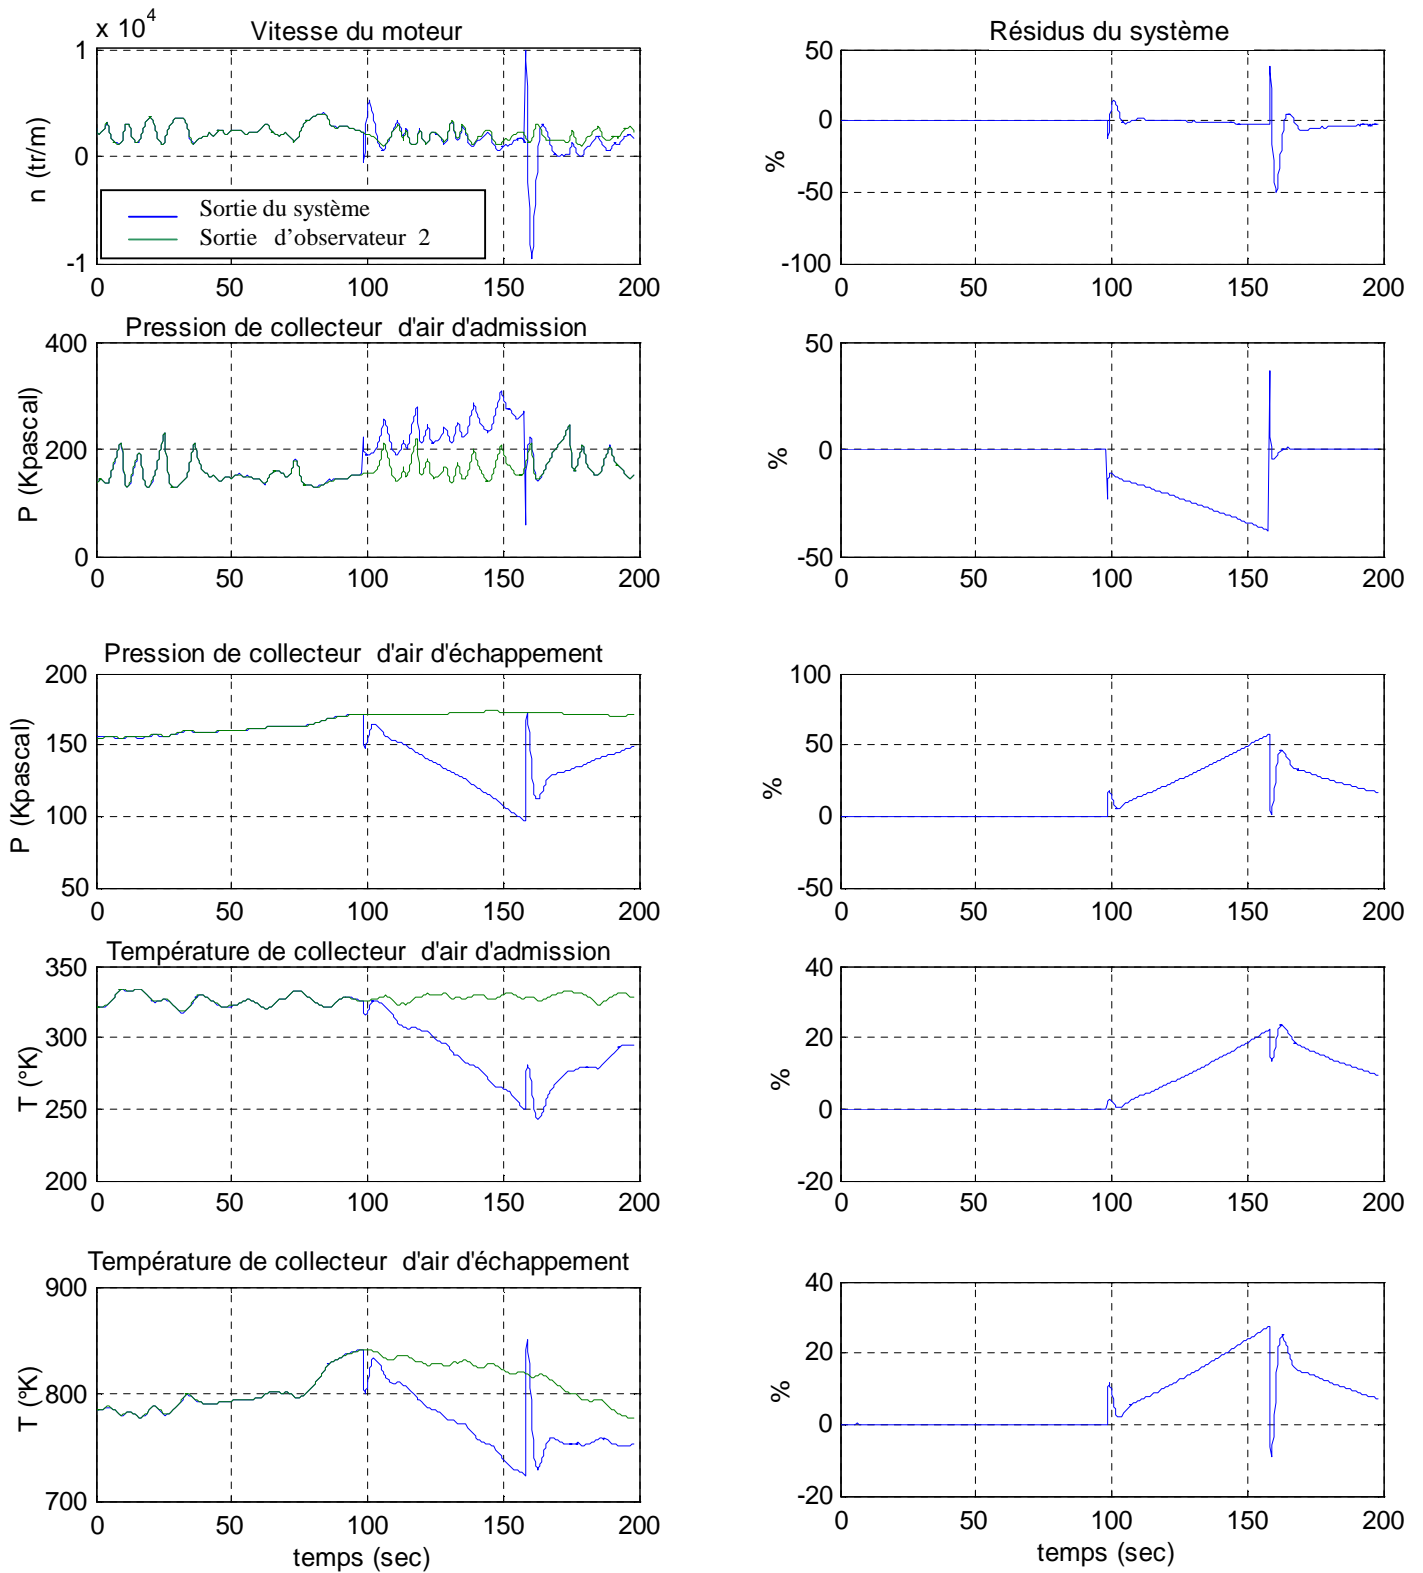 x 10^4
Vitesse du moteur
Résidus du système
1
0
-1
n (tr/m)
Sortie du système
Sortie d'observateur 2
0 50 100 150 200
50
0
-50
-100
%
0 50 100 150 200
Pression de collecteur d'air d'admission
400
200
0
P (Kpascal)
0 50 100 150 200
50
0
-50
%
0 50 100 150 200
Pression de collecteur d'air d'échappement
200
150
100
50
P (Kpascal)
0 50 100 150 200
100
50
0
-50
%
0 50 100 150 200
Température de collecteur d'air d'admission
350
300
250
200
T (°K)
0 50 100 150 200
40
20
0
-20
%
0 50 100 150 200
Température de collecteur d'air d'échappement
900
800
700
T (°K)
0 50 100 150 200
temps (sec)
40
20
0
-20
%
0 50 100 150 200
temps (sec)